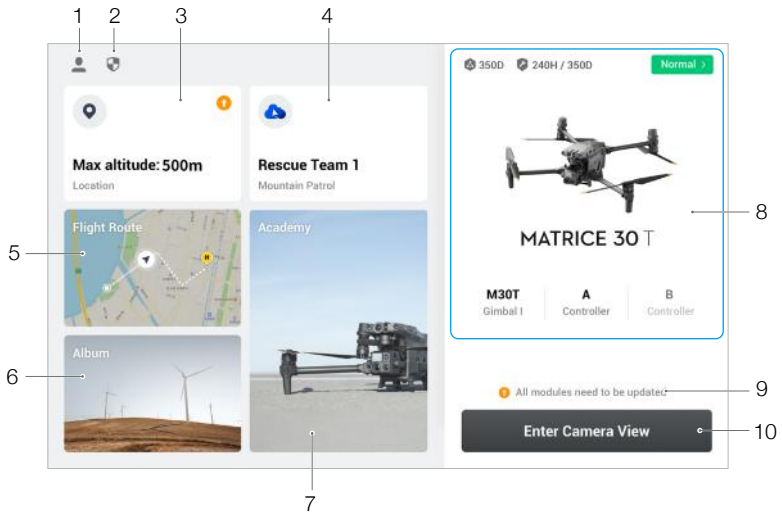 1
2
3
4
350D
240H / 350D
Normal >
Max altitude: 500m
Location
Rescue Team 1
Mountain Patrol
8
Flight Route
H
5
Academy
MATRICE 30 T
M30T
Gimbal I
A
Controller
B
Controller
Album
6
All modules need to be updated
9
Enter Camera View
10
7